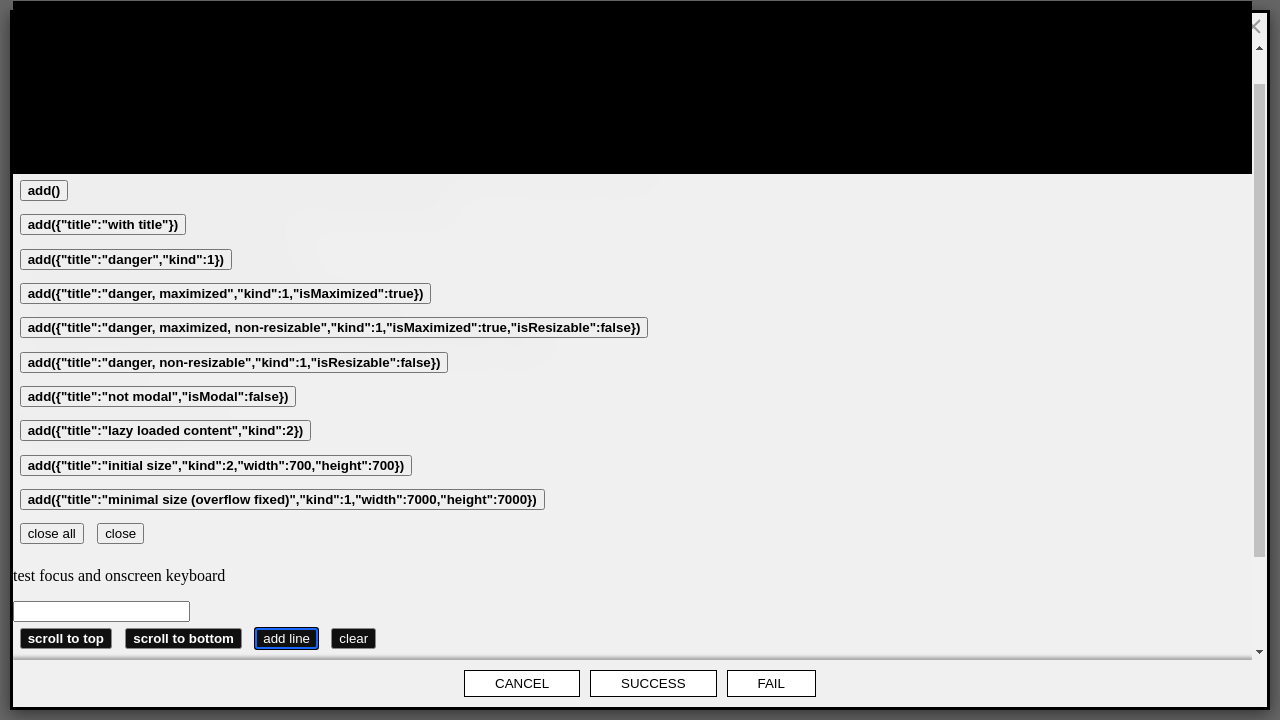 add()
add({"title":"with title"})
add({"title":"danger","kind":1})
add({"title":"danger, maximized","kind":1,"isMaximized":true})
add({"title":"danger, maximized, non-resizable","kind":1,"isMaximized":true,"isResizable":false})
add({"title":"danger, non-resizable","kind":1,"isResizable":false})
add({"title":"not modal","isModal":false})
add({"title":"lazy loaded content","kind":2})
add({"title":"initial size","kind":2,"width":700,"height":700})
add({"title":"minimal size (overflow fixed)","kind":1,"width":7000,"height":7000})
close all close
test focus and onscreen keyboard
scroll to top scroll to bottom add line clear
CANCEL SUCCESS FAIL